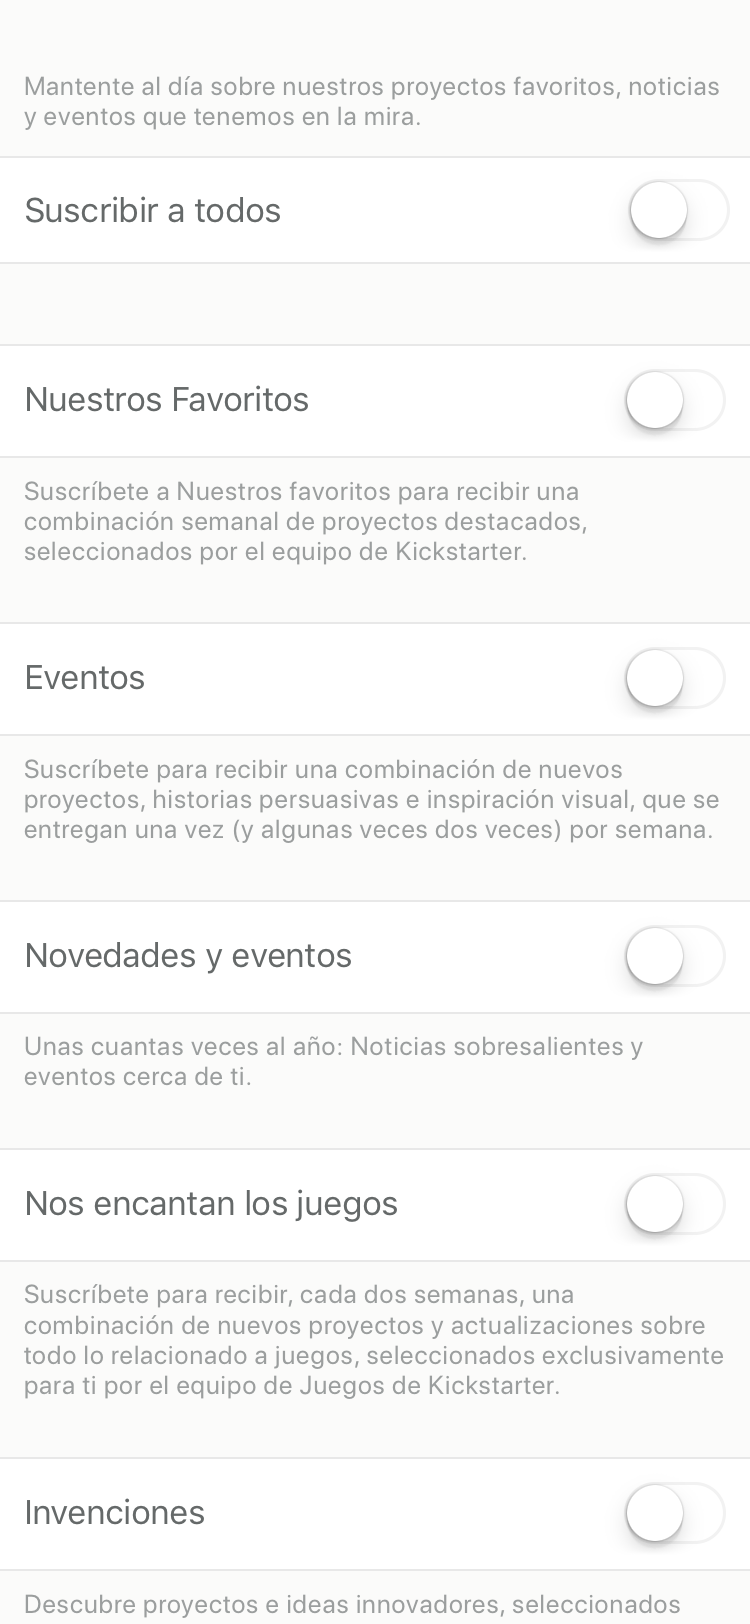 Mantente al día sobre nuestros proyectos favoritos, noticias
y eventos que tenemos en la mira.
Suscribir a todos
Nuestros Favoritos
Suscríbete a Nuestros favoritos para recibir una
combinación semanal de proyectos destacados,
seleccionados por el equipo de Kickstarter.
Eventos
Suscríbete para recibir una combinación de nuevos
proyectos, historias persuasivas e inspiración visual, que se
entregan una vez (y algunas veces dos veces) por semana.
Novedades y eventos
Unas cuantas veces al año: Noticias sobresalientes y
eventos cerca de ti.
Nos encantan los juegos
Suscríbete para recibir, cada dos semanas, una
combinación de nuevos proyectos y actualizaciones sobre
todo lo relacionado a juegos, seleccionados exclusivamente
para ti por el equipo de Juegos de Kickstarter.
Invenciones
Descubre proyectos e ideas innovadores, seleccionados